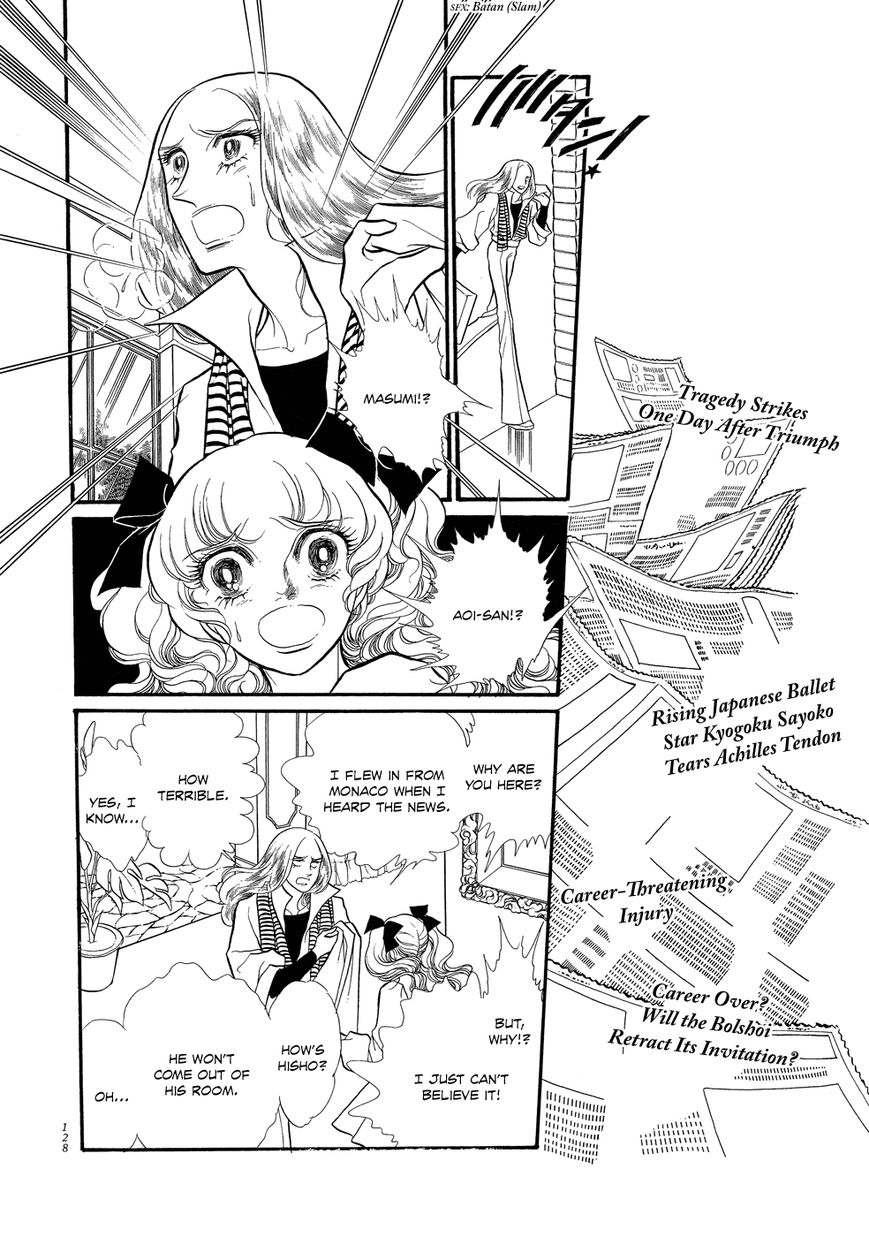 SFX: Batan (Slam)
バタン!
MASUMI!?
AOI-SAN!?
Tragedy Strikes
One Day After Triumph
Rising Japanese Ballet
Star Kyogoku Sayoko
Tears Achilles Tendon
Career-Threatening
Injury
Career Over?
Will the Bolshoi
Retract Its Invitation?
WHY ARE
YOU HERE?
I FLEW IN FROM
MONACO WHEN I
HEARD THE NEWS.
HOW
TERRIBLE.
YES, I
KNOW...
BUT,
WHY!?
I JUST CAN'T
BELIEVE IT!
HOW'S
HISHO?
HE WON'T
COME OUT OF
HIS ROOM.
OH...
128